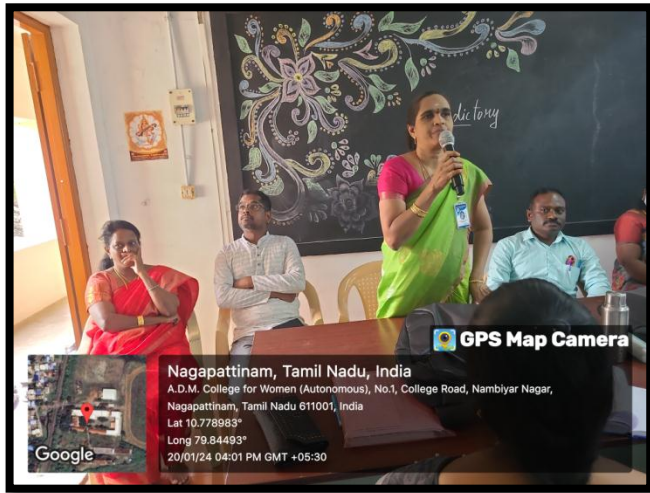 dictory
GPS Map Camera
Nagapattinam, Tamil Nadu, India
A.D.M. College for Women (Autonomous), No.1, College Road, Nambiyar Nagar,
Nagapattinam, Tamil Nadu 611001, India
Lat 10.778983°
Long 79.84493°
20/01/24 04:01 PM GMT +05:30
Google